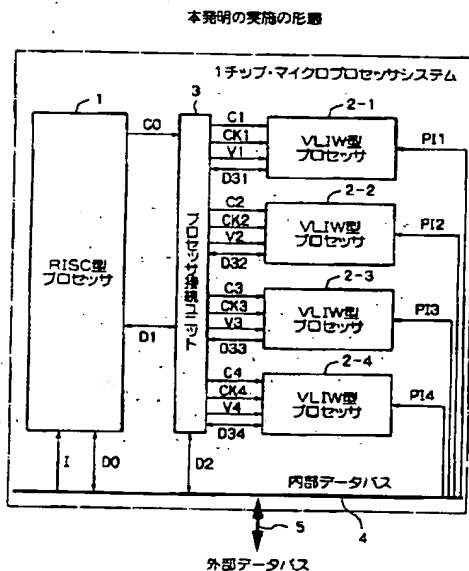 本発明の実施の形態
1チップ・マイクロプロセッサシステム
1
3
2-1
C0
C1
CK1
V1
D31
VLIW型
プロセッサ
PI1
2-2
C2
CK2
V2
D32
VLIW型
プロセッサ
PI2
RISC型
プロセッサ
プロセッサ接続ユニット
2-3
C3
CK3
V3
D33
VLIW型
プロセッサ
PI3
D1
2-4
C4
CK4
V4
D34
VLIW型
プロセッサ
PI4
I
D0
D2
内部データバス
5
4
外部データバス